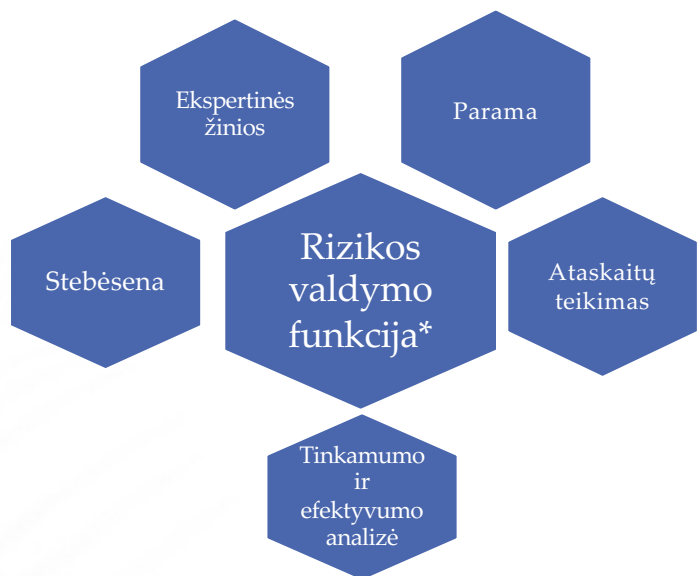 Ekspertinės
žinios
Parama
Stebėsena
Rizikos
valdymo
funkcija*
Ataskaitų
teikimas
Tinkamumo
ir
efektyvumo
analizė